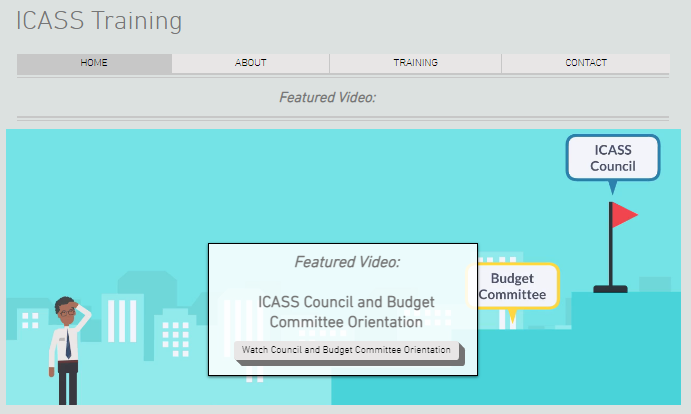 ICASS Training
HOME
ABOUT
TRAINING
CONTACT
Featured Video:
ICASS
Council
Featured Video:
ICASS Council and Budget
Committee Orientation
Watch Council and Budget Committee Orientation
Budget
Committee